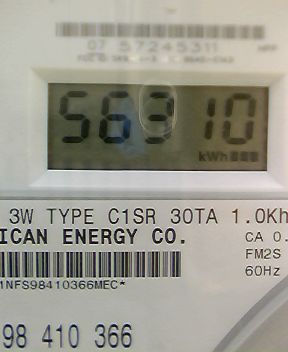 07 57245311
56310
kWh
3W TYPE C1SR 30TA 1.0Kh
ICAN ENERGY CO.
CA 0.
FM2S
60Hz
1NFS98410366MEC*
98 410 366